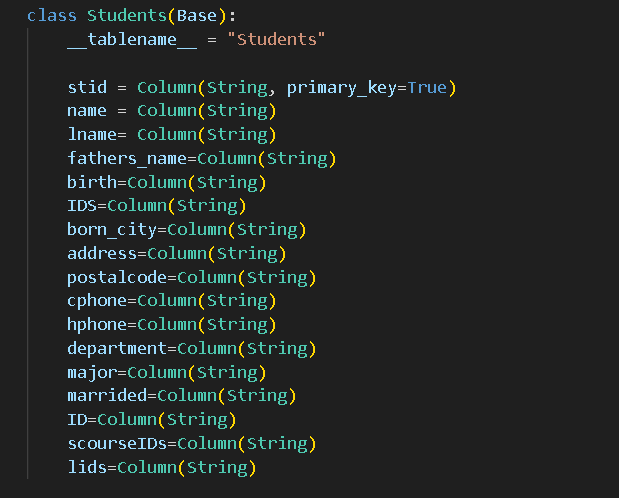 class Students(Base):
__tablename__ = "Students"
stid = Column(String, primary_key=True)
name = Column(String)
lname= Column(String)
fathers_name=Column(String)
birth=Column(String)
IDS=Column(String)
born_city=Column(String)
address=Column(String)
postalcode=Column(String)
cphone=Column(String)
hphone=Column(String)
department=Column(String)
major=Column(String)
marrided=Column(String)
ID=Column(String)
scourseIDs=Column(String)
lids=Column(String)